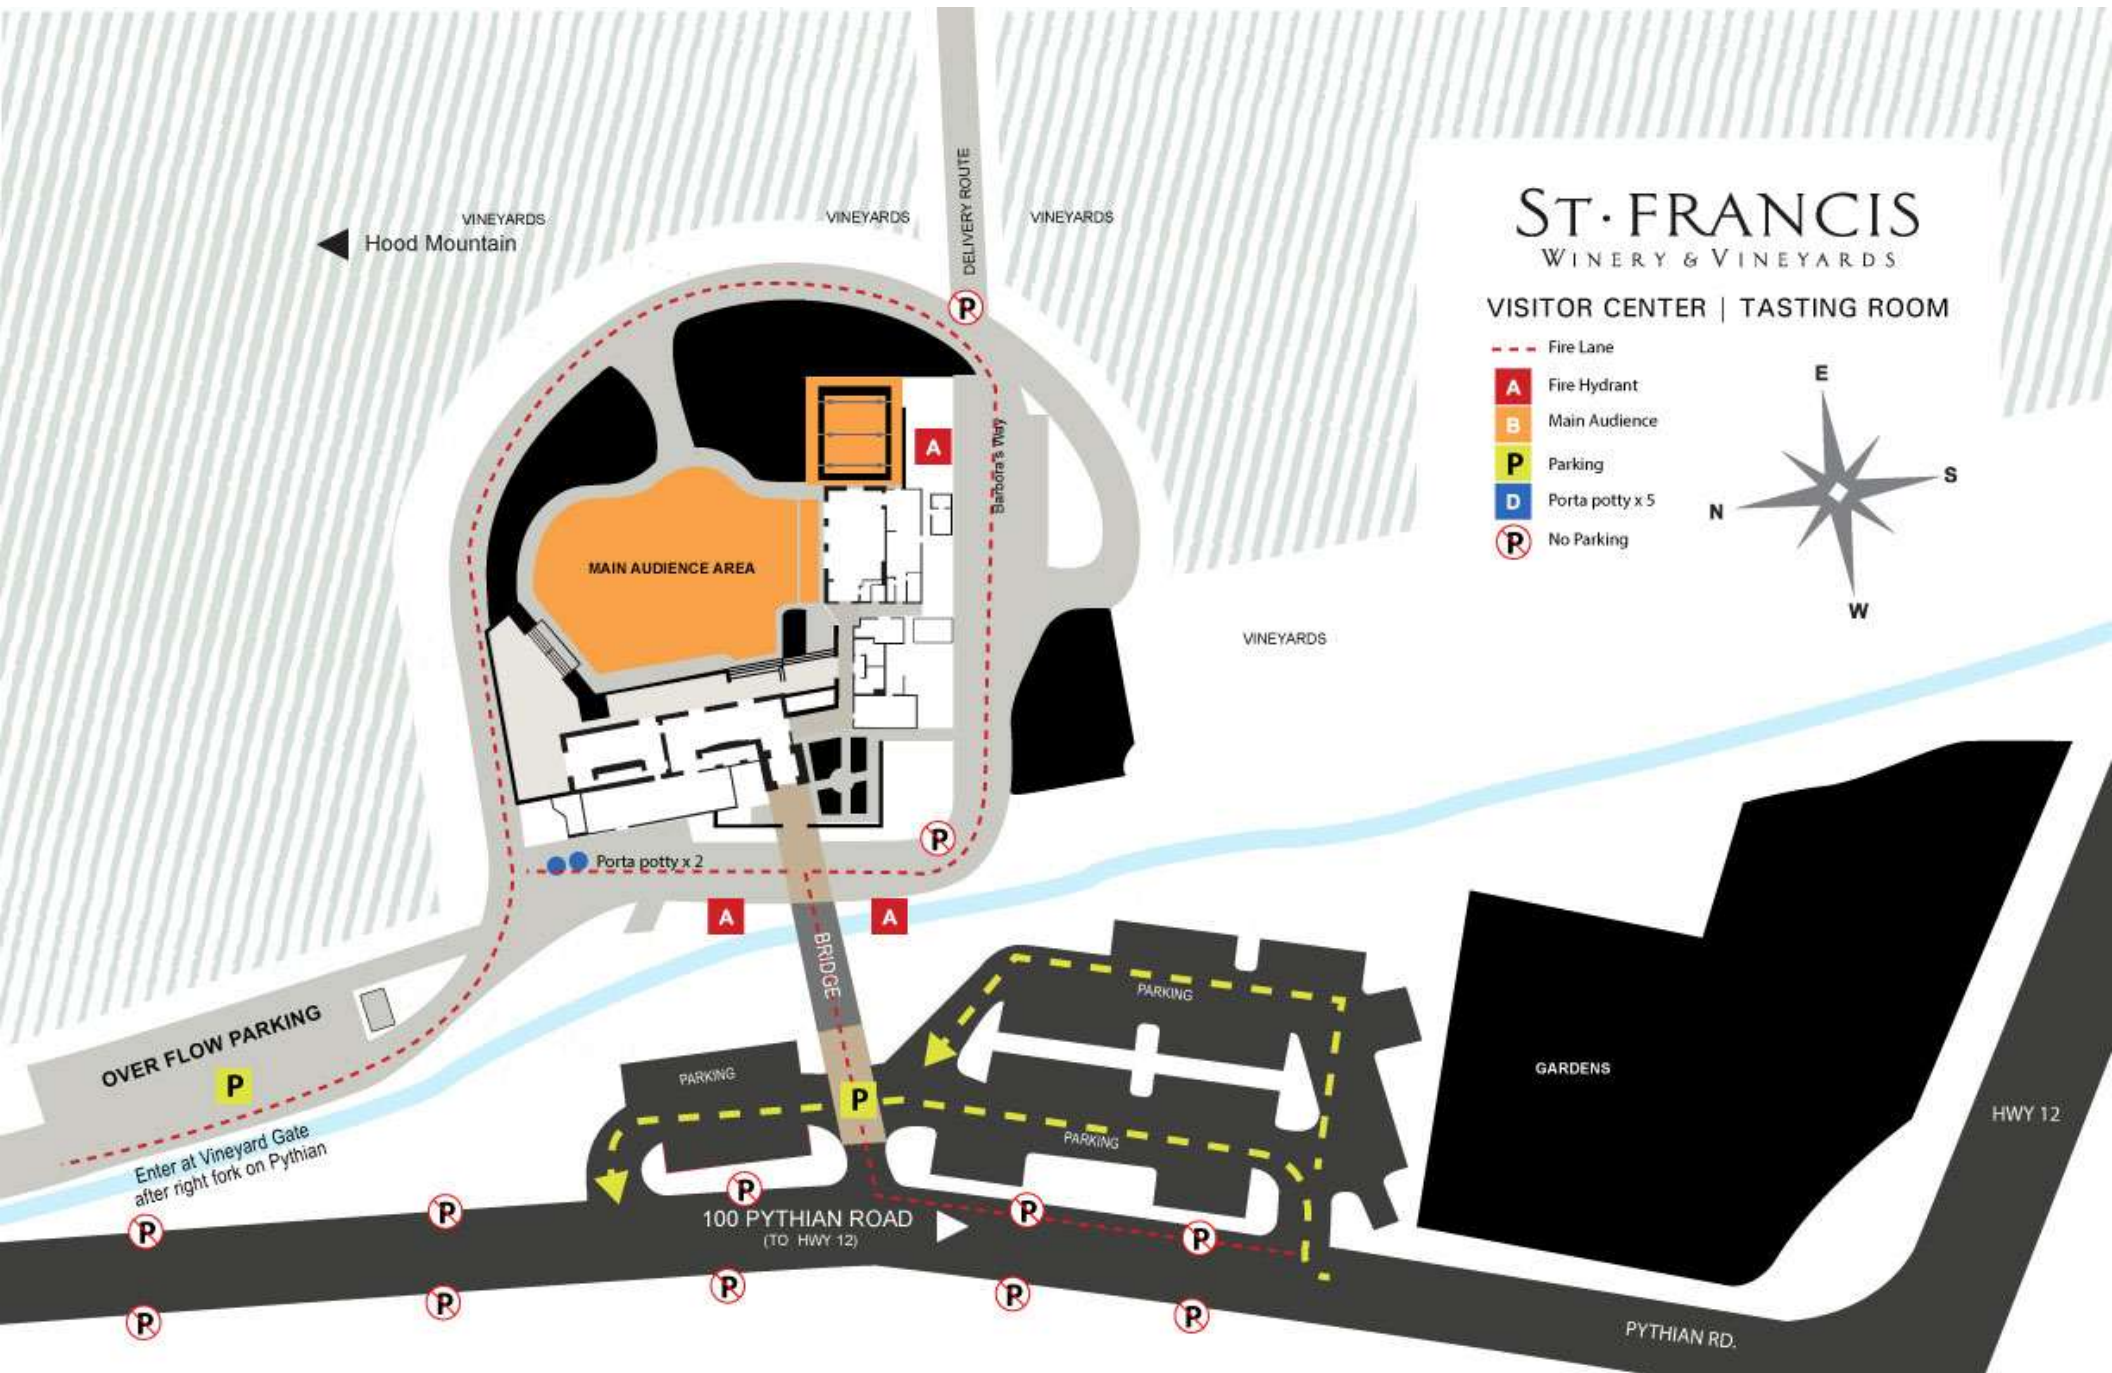 DELIVERY ROUTE
VINEYARDS
VINEYARDS
VINEYARDS
Hood Mountain
ST·FRANCIS
WINERY & VINEYARDS
VISITOR CENTER | TASTING ROOM
Fire Lane
A Fire Hydrant
B Main Audience
P Parking
D Porta potty x 5
P No Parking
E
S
N
W
P
A
Barbora's Way
MAIN AUDIENCE AREA
VINEYARDS
P
Porta potty x 2
A
A
BRIDGE
OVER FLOW PARKING
P
PARKING
PARKING
P
PARKING
GARDENS
HWY 12
Enter at Vineyard Gate
after right fork on Pythian
P
P
P
P
P
100 PYTHIAN ROAD
(TO HWY 12)
P
P
P
P
P
PYTHIAN RD.